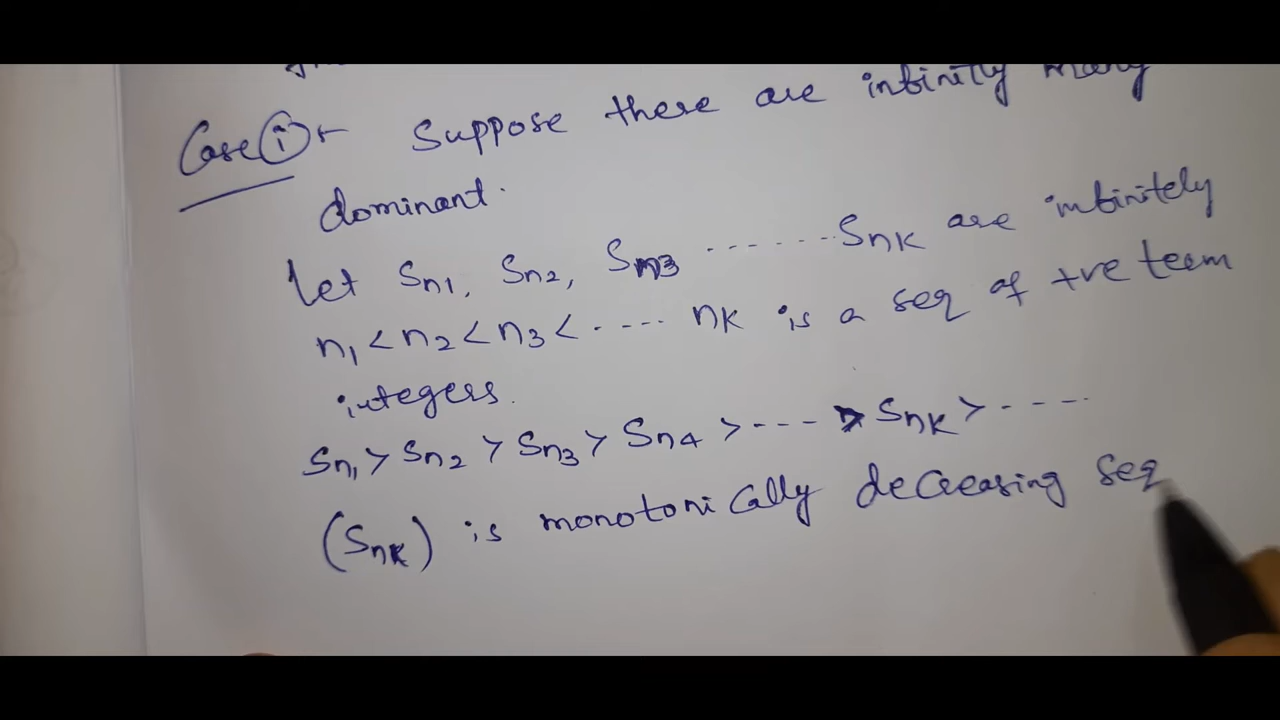 Case (i) :- Suppose there are infinitly many
dominant.
Let Sn1, Sn2, Sn3 ....... SnK are infinitely
n1 < n2 < n3 < ..... nK is a seq of +ve teem
integers.
Sn1 > Sn2 > Sn3 > Sn4 > ---- > SnK > -----
(SnK) is monotonically decreasing seq